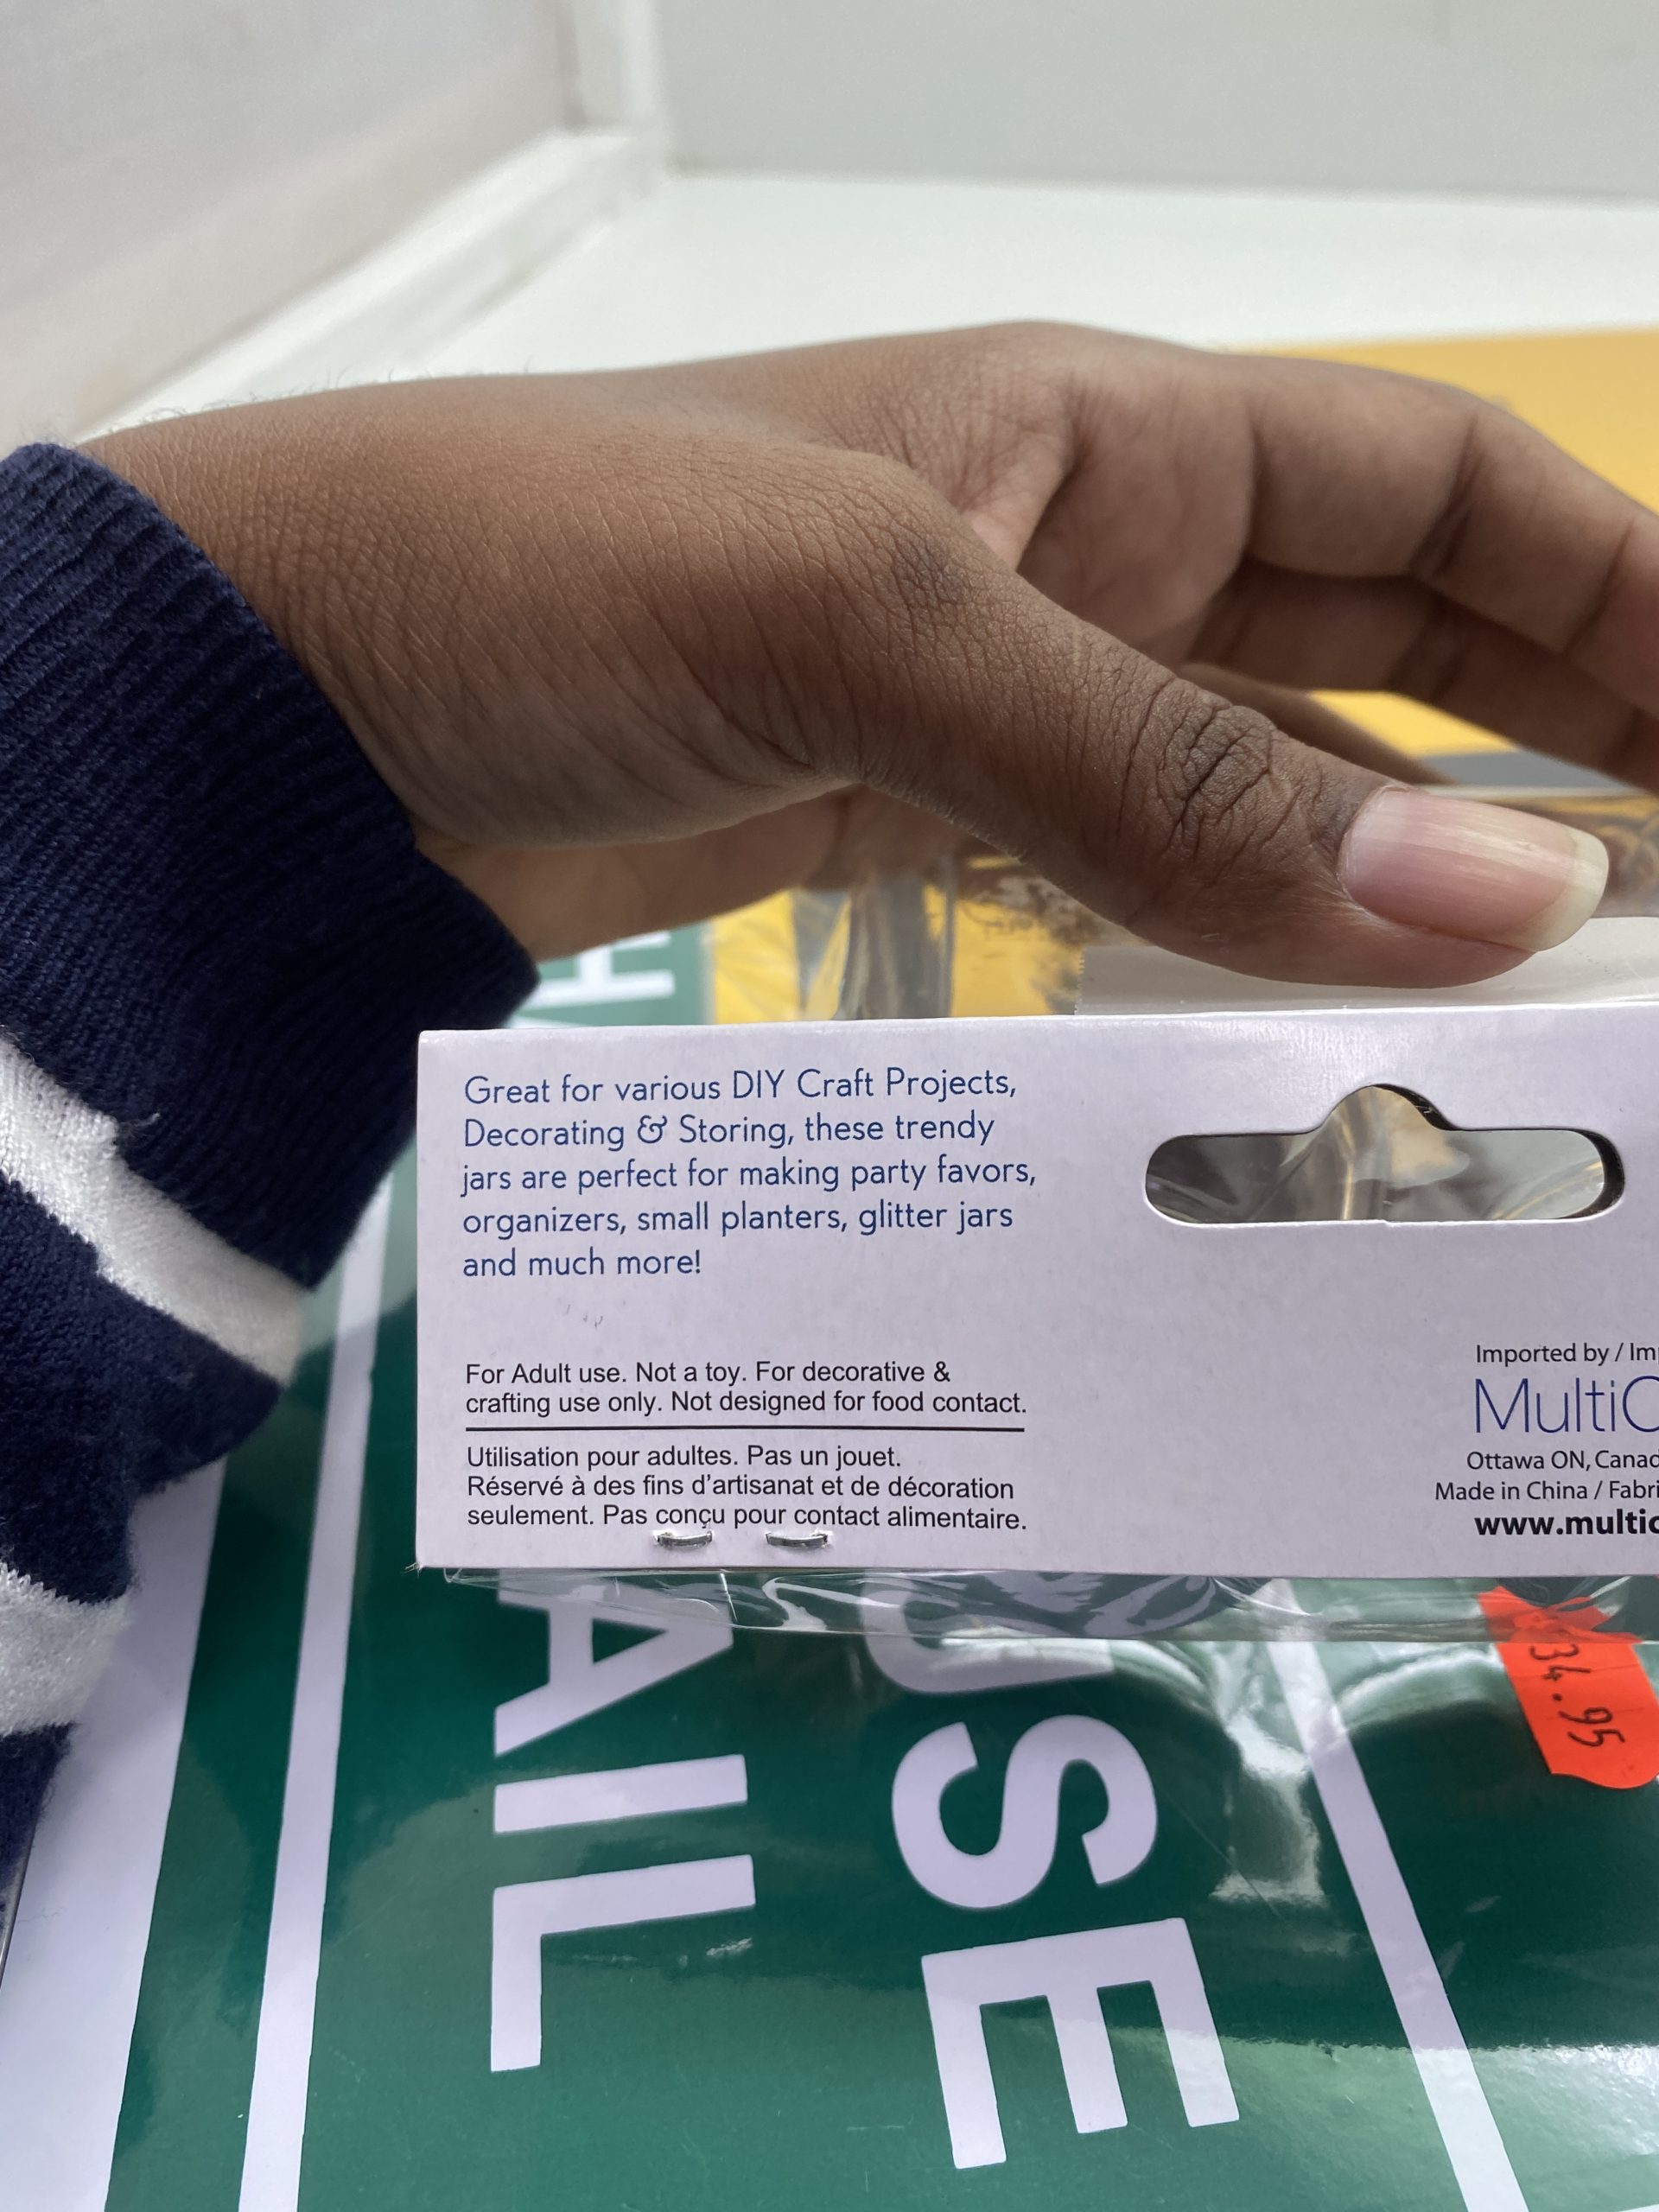 Great for various DIY Craft Projects,
Decorating & Storing, these trendy
jars are perfect for making party favors,
organizers, small planters, glitter jars
and much more!
For Adult use. Not a toy. For decorative &
crafting use only. Not designed for food contact.
Utilisation pour adultes. Pas un jouet.
Réservé à des fins d'artisanat et de décoration
seulement. Pas conçu pour contact alimentaire.
Imported by /
Ottawa ON,
Made in China /
34.95